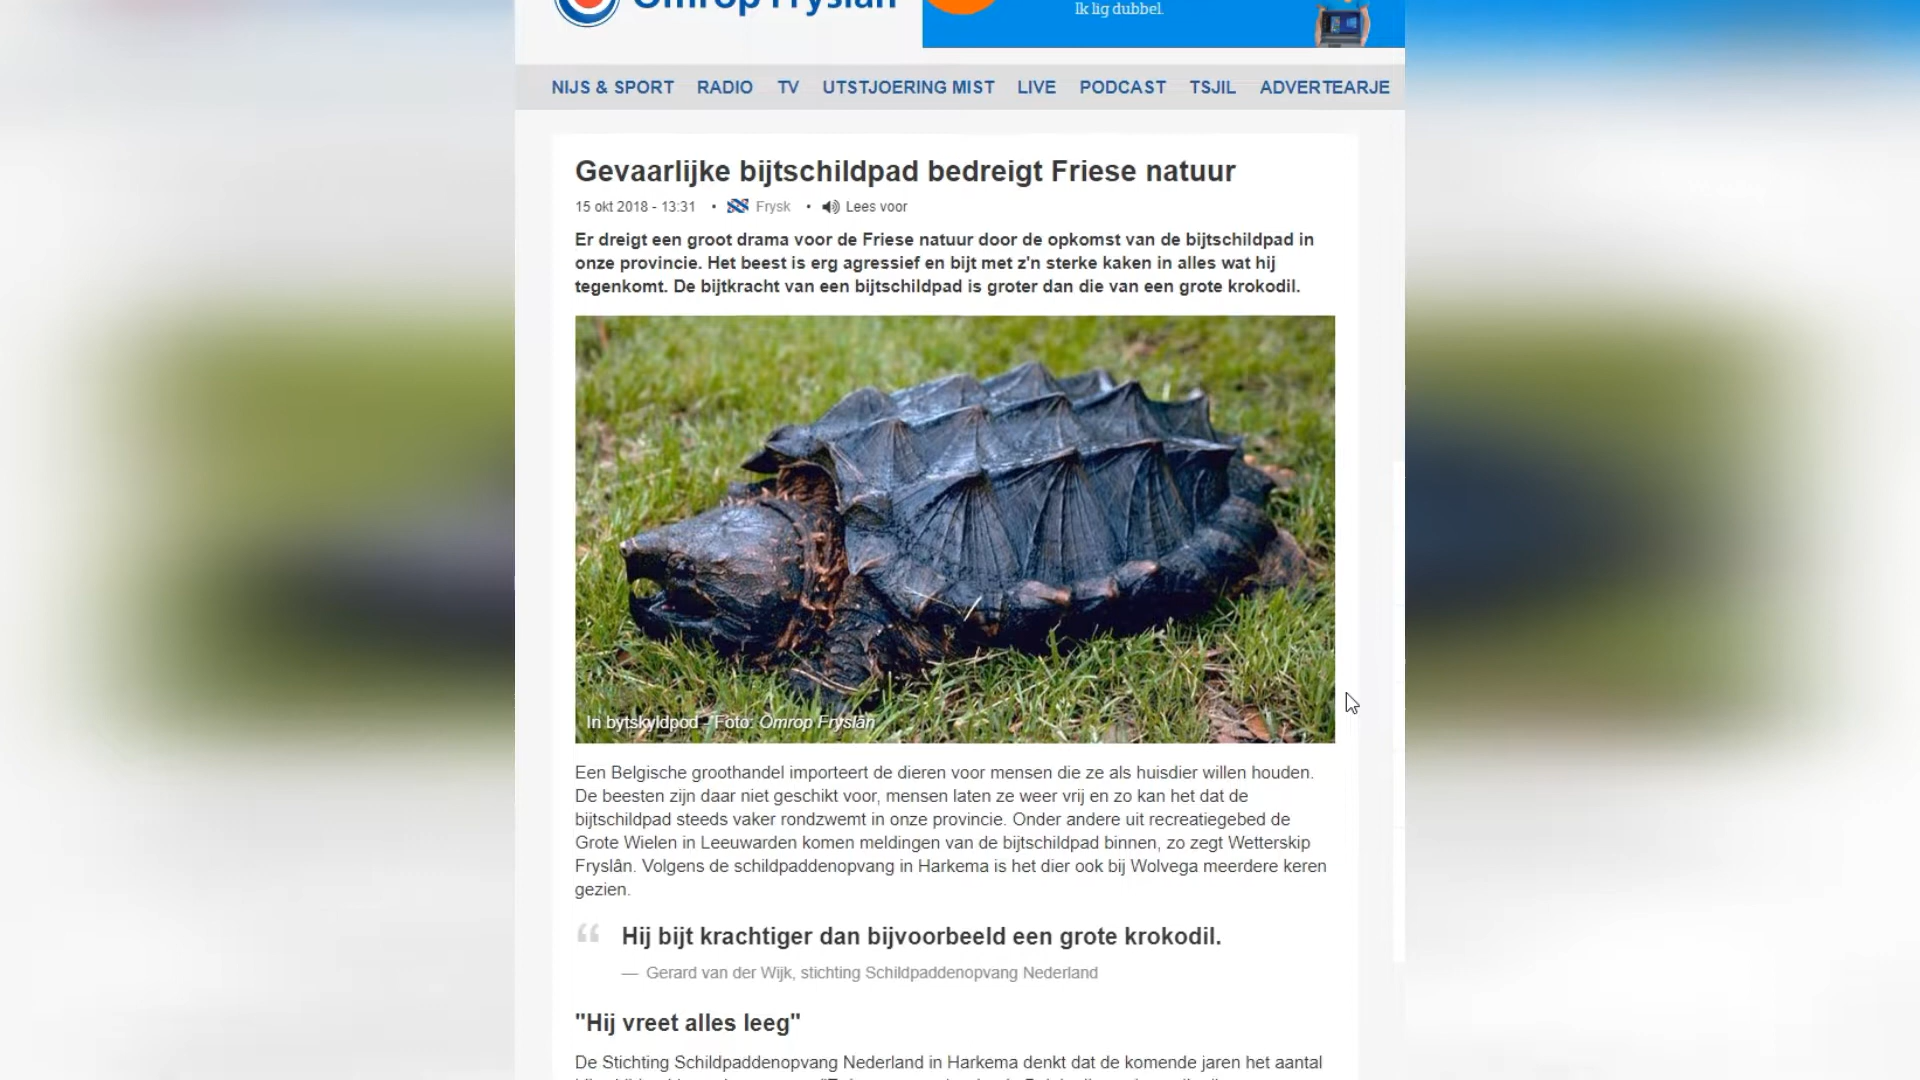 Omrop Fryslân
Ik lig dubbel.
NIJS & SPORT RADIO TV UTSTJOERING MIST LIVE PODCAST TSJIL ADVERTEARJE
Gevaarlijke bijtschildpad bedreigt Friese natuur
15 okt 2018 - 13:31 • Frysk • Lees voor
Er dreigt een groot drama voor de Friese natuur door de opkomst van de bijtschildpad in
onze provincie. Het beest is erg agressief en bijt met z'n sterke kaken in alles wat hij
tegenkomt. De bijtkracht van een bijtschildpad is groter dan die van een grote krokodil.
In bytskyldpod - Foto: Omrop Fryslân
Een Belgische groothandel importeert de dieren voor mensen die ze als huisdier willen houden.
De beesten zijn daar niet geschikt voor, mensen laten ze weer vrij en zo kan het dat de
bijtschildpad steeds vaker rondzwemt in onze provincie. Onder andere uit recreatiegebed de
Grote Wielen in Leeuwarden komen meldingen van de bijtschildpad binnen, zo zegt Wetterskip
Fryslân. Volgens de schildpaddenopvang in Harkema is het dier ook bij Wolvega meerdere keren
gezien.
“ Hij bijt krachtiger dan bijvoorbeeld een grote krokodil.
— Gerard van der Wijk, stichting Schildpaddenopvang Nederland
"Hij vreet alles leeg"
De Stichting Schildpaddenopvang Nederland in Harkema denkt dat de komende jaren het aantal